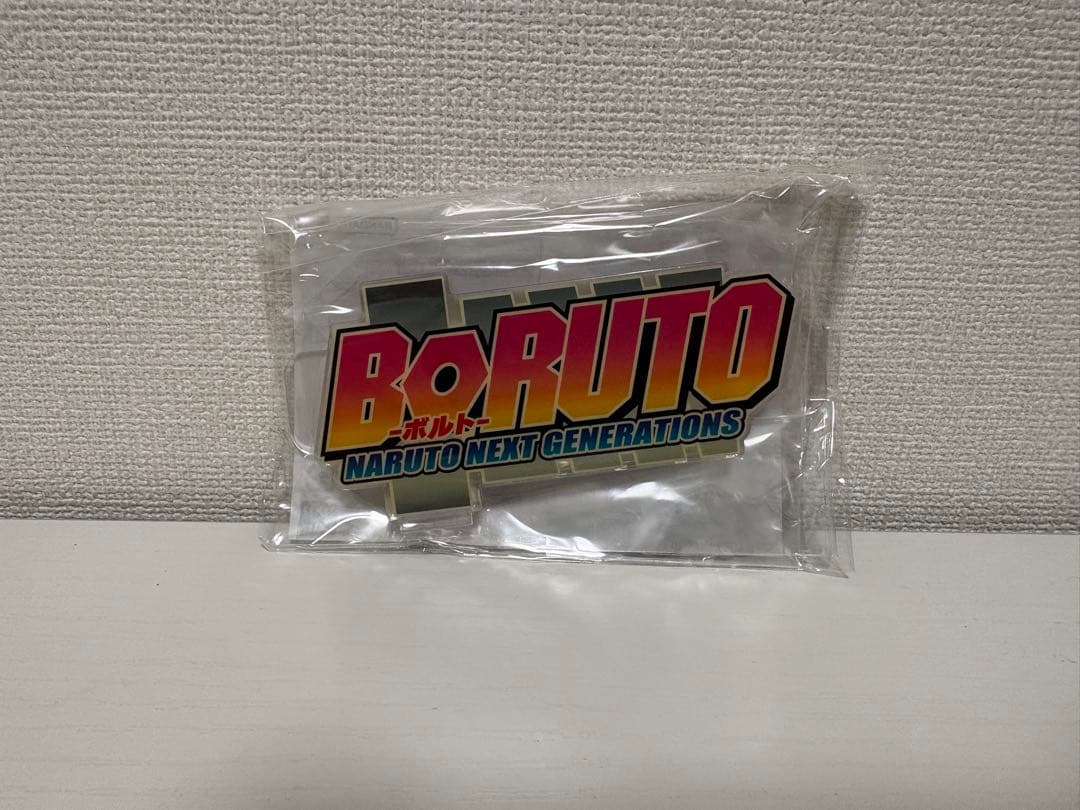 BORUTO
-ボルト-
NARUTO NEXT GENERATIONS